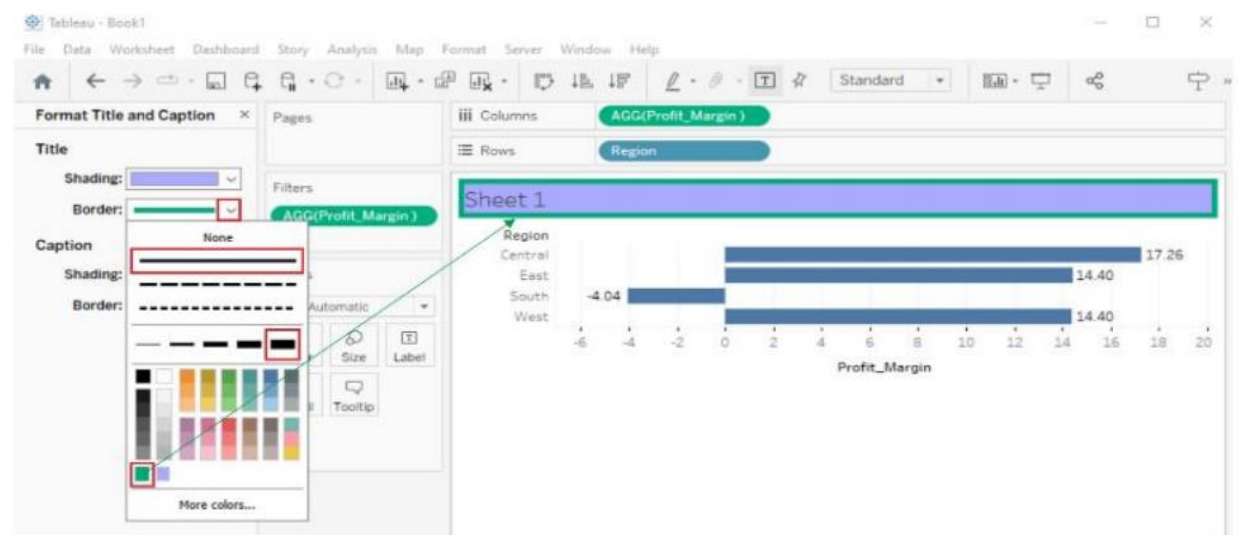 Tableau - Book1
File Data Worksheet Dashboard Story Analysis Map Format Server Window Help
Standard
Format Title and Caption ×
Title
Shading:
Border:
None
Caption
Shading:
Border:
More colors...
Pages
Filters
AGG(Profit_Margin )
Automatic
Size
Label
Tooltip
Columns AGG(Profit_Margin )
Rows Region
Sheet 1
Region
Central 17.26
East 14.40
South -4.04
West 14.40
-6 -4 -2 0 2 4 6 8 10 12 14 16 18 20
Profit_Margin